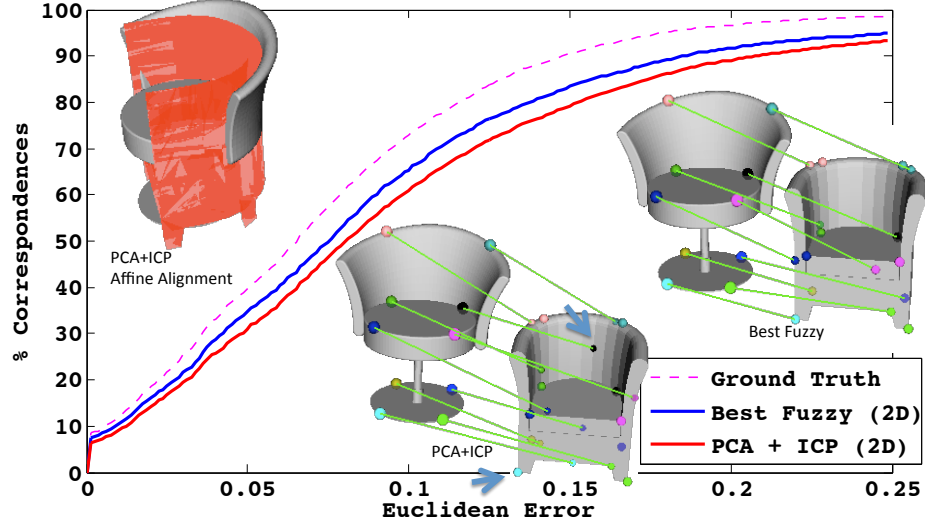 100
90
80
70
60
50
40
30
20
10
0
% Correspondences
PCA+ICP
Affine Alignment
PCA+ICP
Best Fuzzy
Ground Truth
Best Fuzzy (2D)
PCA + ICP (2D)
0 0.05 0.1 0.15 0.2 0.25
Euclidean Error